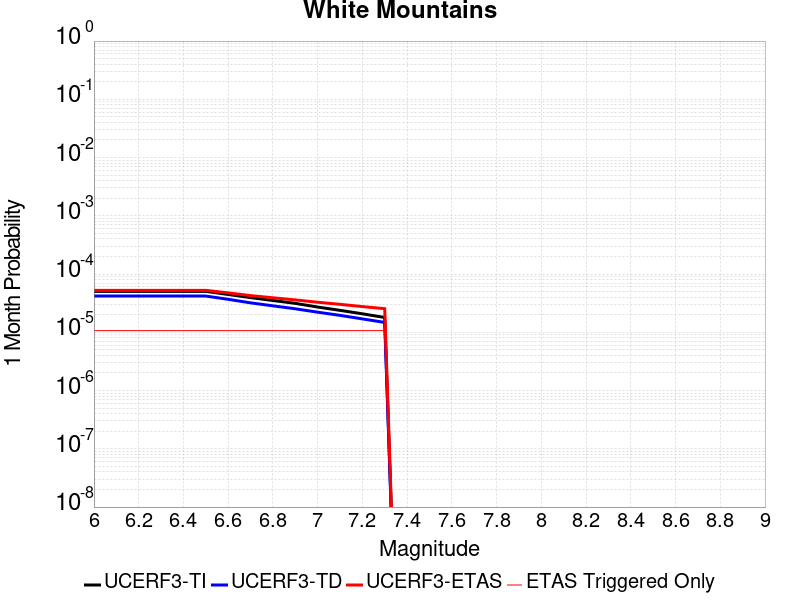 White Mountains
10^0
10^-1
10^-2
10^-3
10^-4
10^-5
10^-6
10^-7
10^-8
1 Month Probability
6 6.2 6.4 6.6 6.8 7 7.2 7.4 7.6 7.8 8 8.2 8.4 8.6 8.8 9
Magnitude
UCERF3-TI UCERF3-TD UCERF3-ETAS ETAS Triggered Only